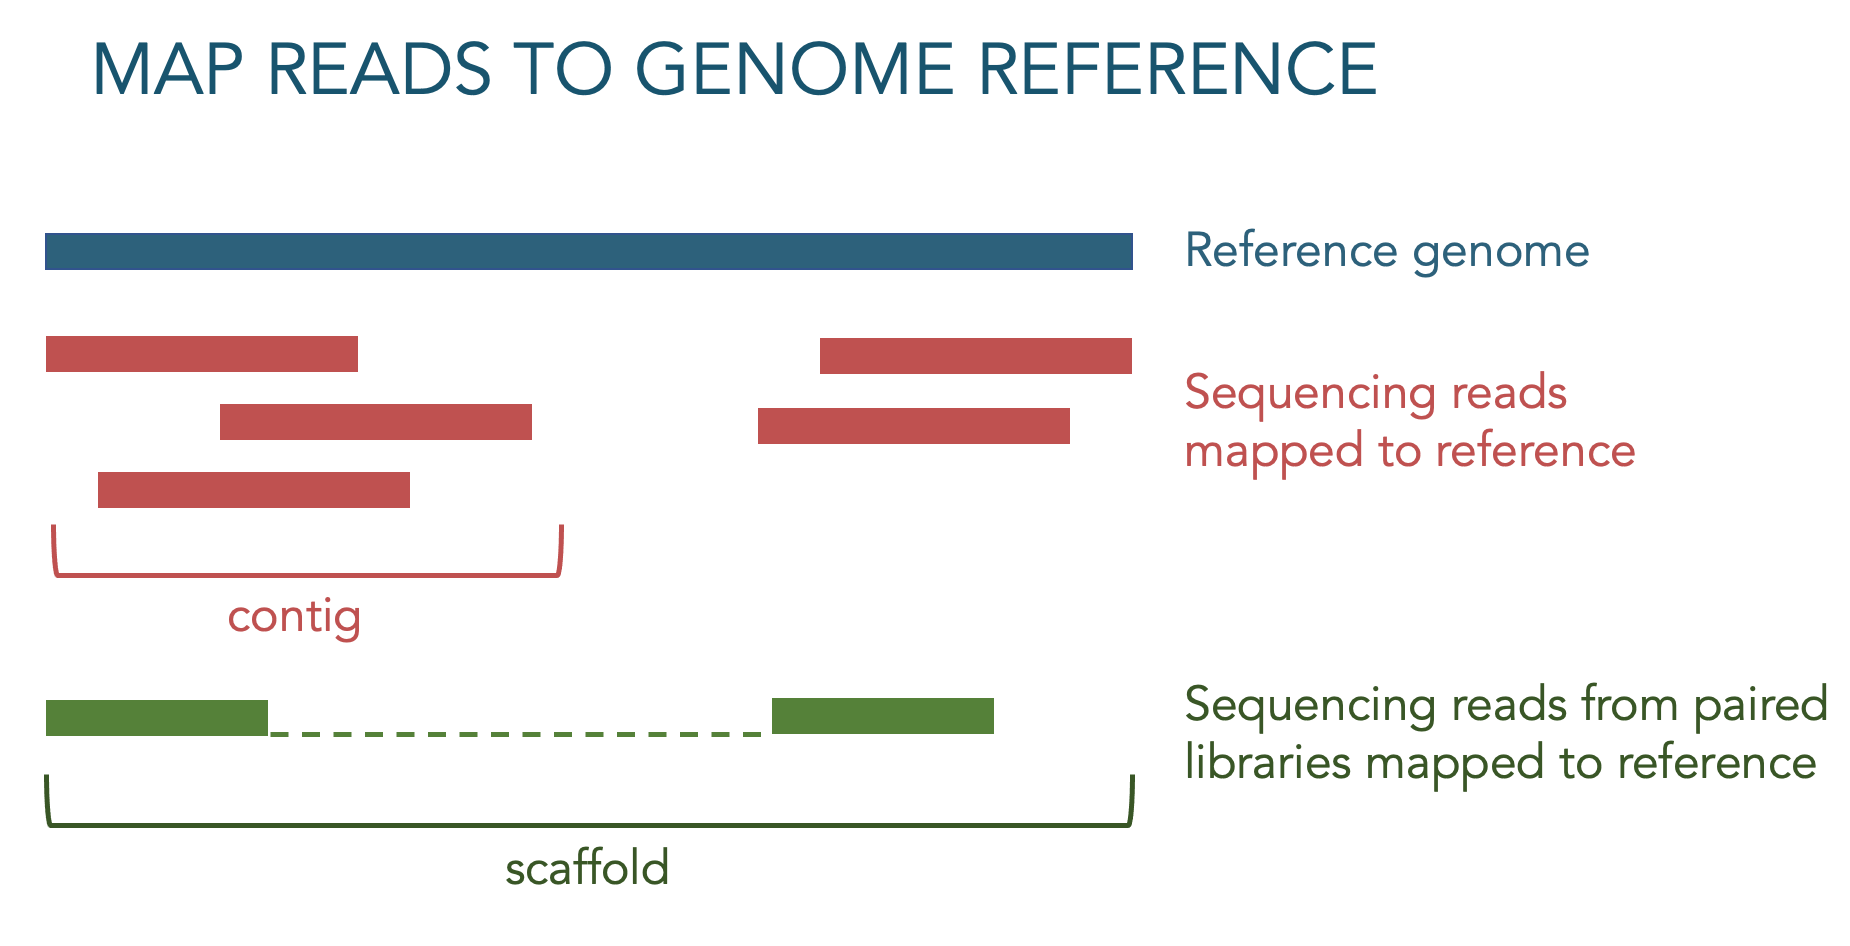 MAP READS TO GENOME REFERENCE
Reference genome
Sequencing reads
mapped to reference
contig
Sequencing reads from paired
libraries mapped to reference
scaffold